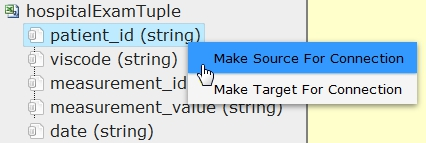 hospitalExamTuple
patient_id (string)
viscode (string)
Make Source For Connection
measurement_id
Make Target For Connection
measurement_value (string)
date (string)